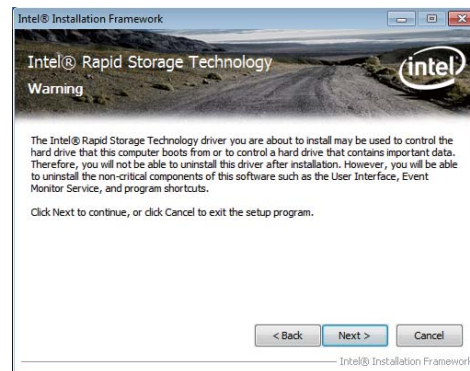 Intel® Installation Framework
Intel® Rapid Storage Technology
Warning
intel
The Intel® Rapid Storage Technology driver you are about to install may be used to control the
hard drive that this computer boots from or to control a hard drive that contains important data.
Therefore, you will not be able to uninstall this driver after installation. However, you will be able
to uninstall the non-critical components of this software such as the User Interface, Event
Monitor Service, and program shortcuts.
Click Next to continue, or click Cancel to exit the setup program.
< Back Next > Cancel
Intel® Installation Framework